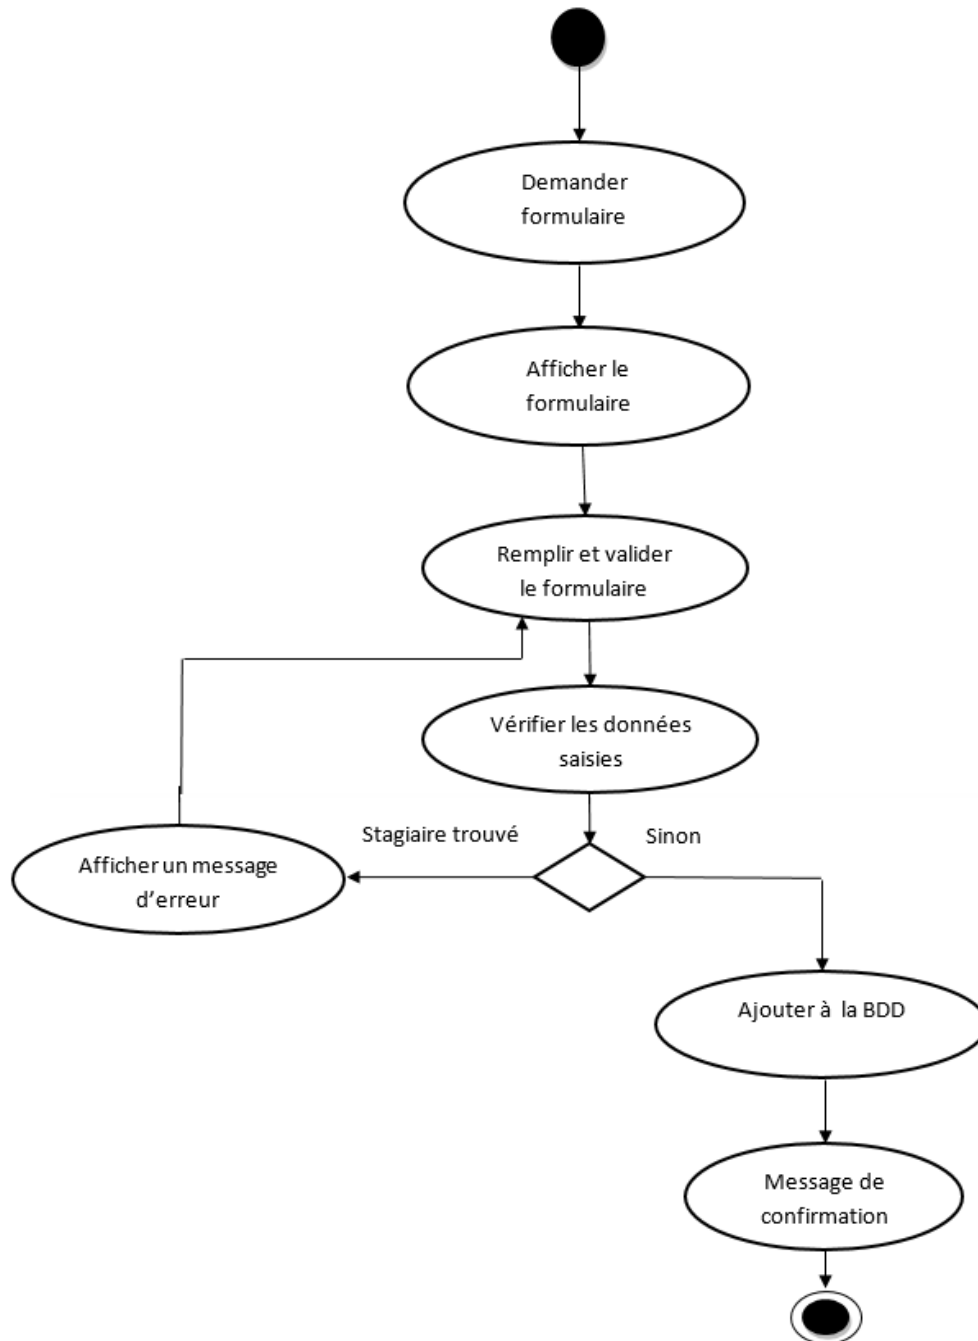 Demander
formulaire
Afficher le
formulaire
Remplir et valider
le formulaire
Vérifier les données
saisies
Stagiaire trouvé
Sinon
Afficher un message
d’erreur
Ajouter à la BDD
Message de
confirmation